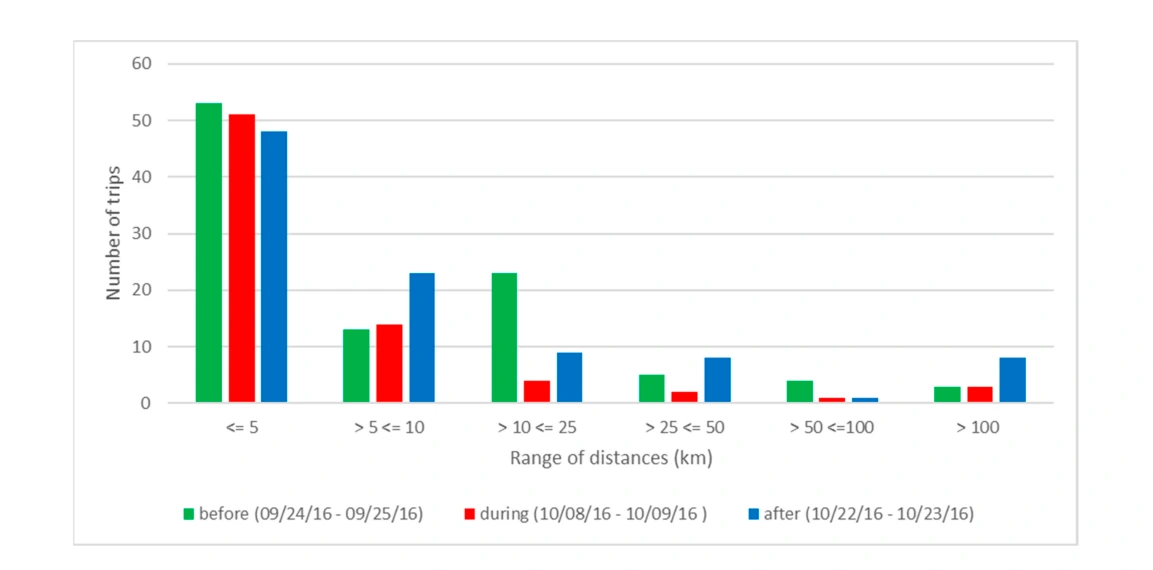 60
50
40
30
20
10
0
Number of trips
<= 5
> 5 <= 10
> 10 <= 25
> 25 <= 50
> 50 <=100
> 100
Range of distances (km)
before (09/24/16 - 09/25/16)
during (10/08/16 - 10/09/16 )
after (10/22/16 - 10/23/16)